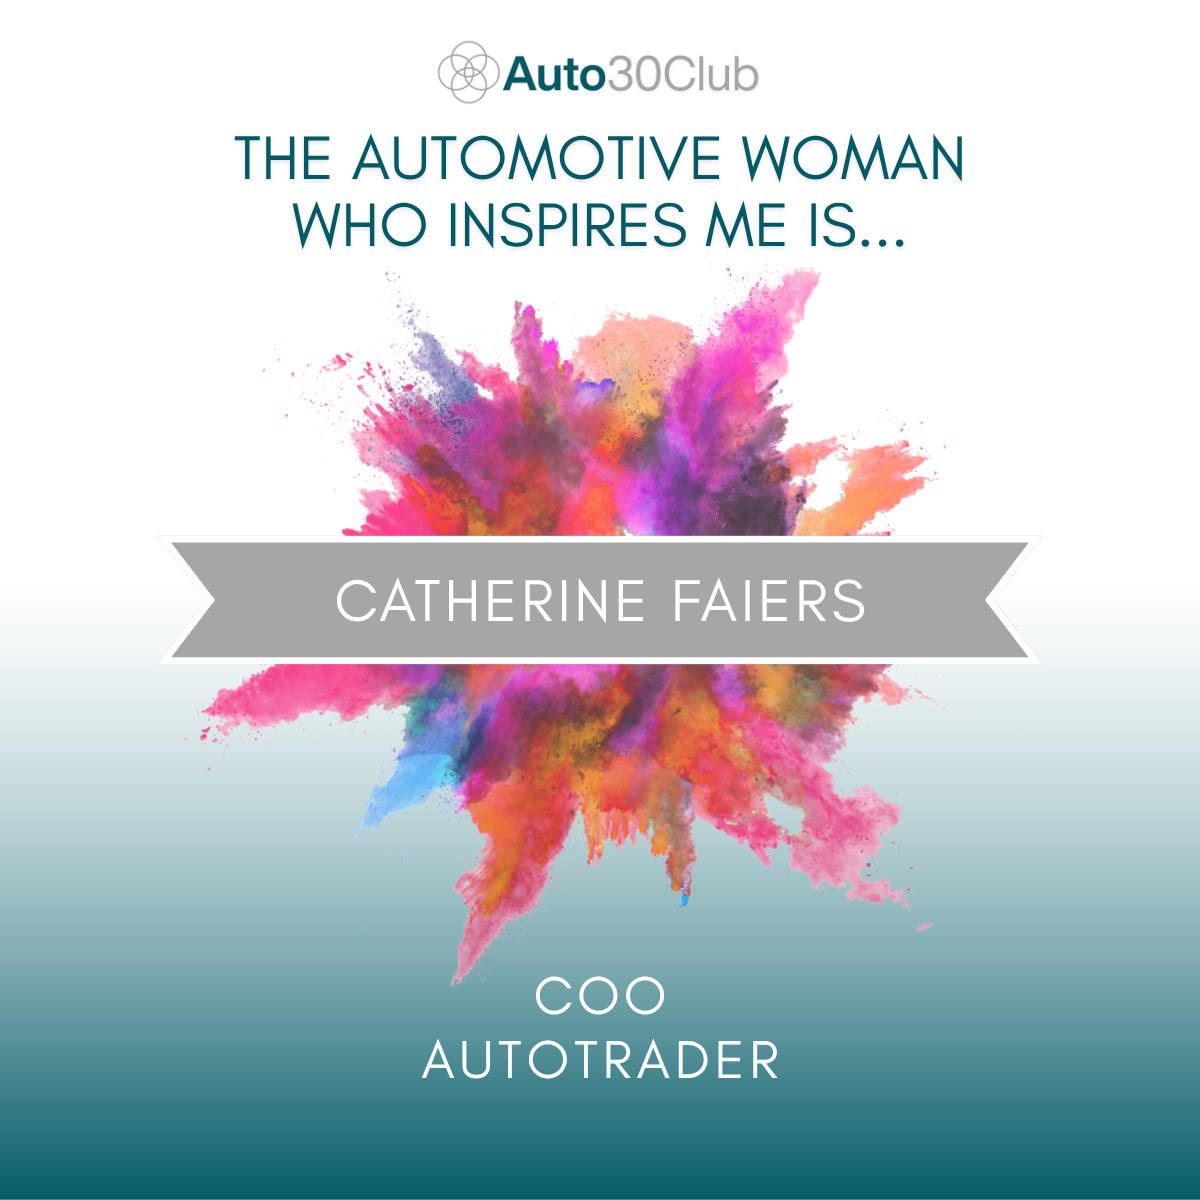 Auto30Club
THE AUTOMOTIVE WOMAN
WHO INSPIRES ME IS...
CATHERINE FAIERS
COO
AUTOTRADER